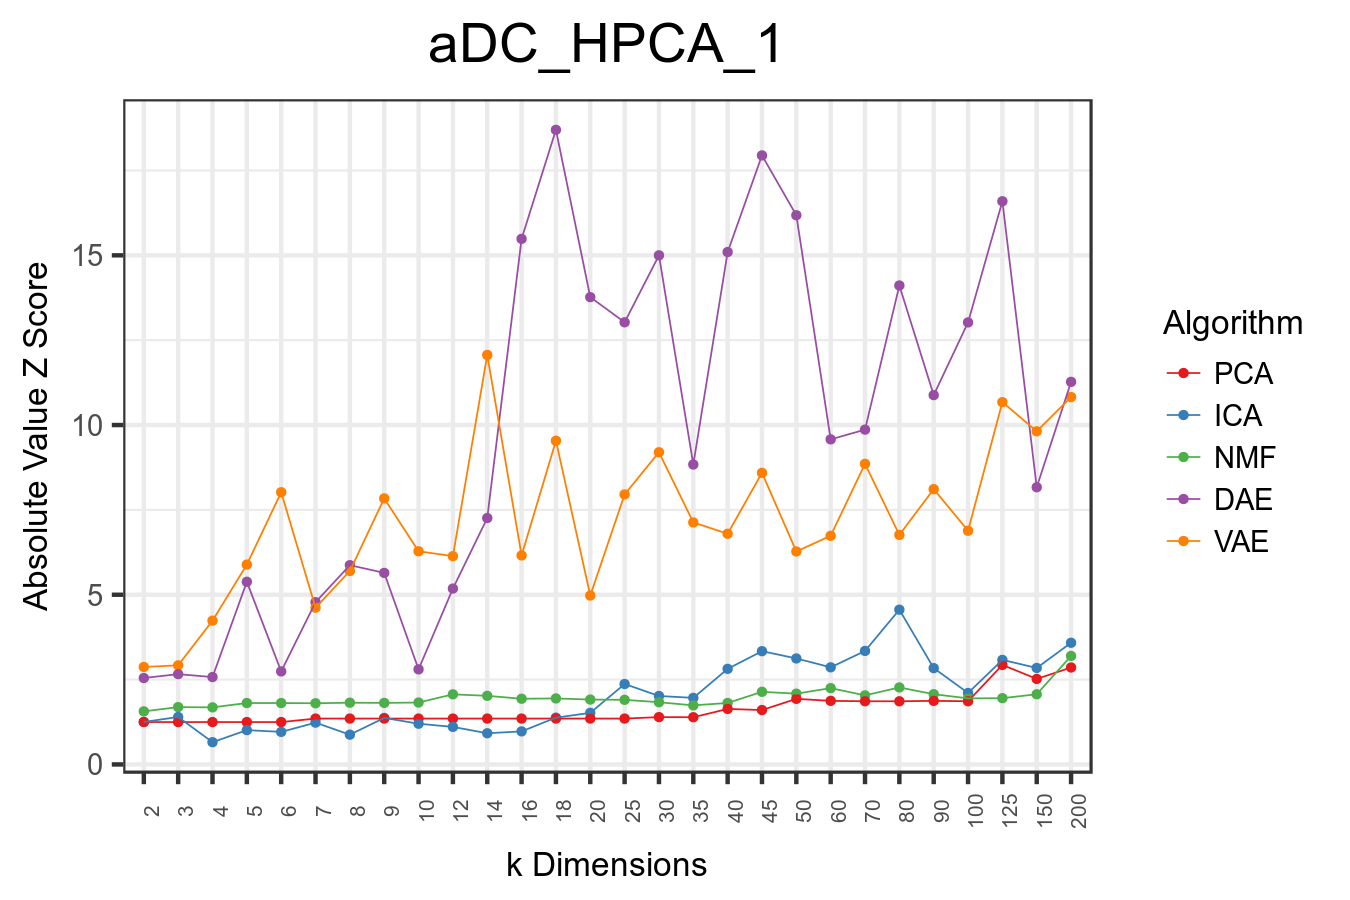 aDC_HPCA_1
Absolute Value Z Score
15
10
5
0
2 3 4 5 6 7 8 9 10 12 14 16 18 20 25 30 35 40 45 50 60 70 80 90 100 125 150 200
k Dimensions
Algorithm
PCA
ICA
NMF
DAE
VAE